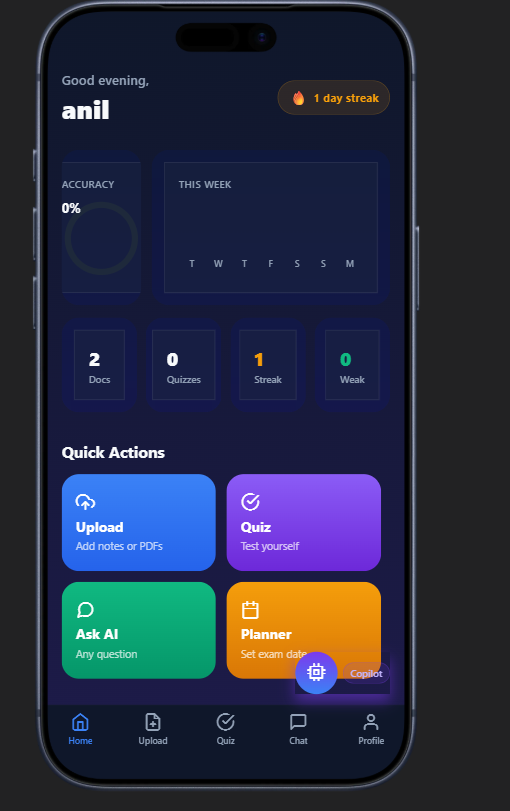 Good evening,
anil
1 day streak
ACCURACY
0%
THIS WEEK
T W T F S S M
2
Docs
0
Quizzes
1
Streak
0
Weak
Quick Actions
Upload
Add notes or PDFs
Quiz
Test yourself
Ask AI
Any question
Planner
Set exam date
Copilot
Home
Upload
Quiz
Chat
Profile